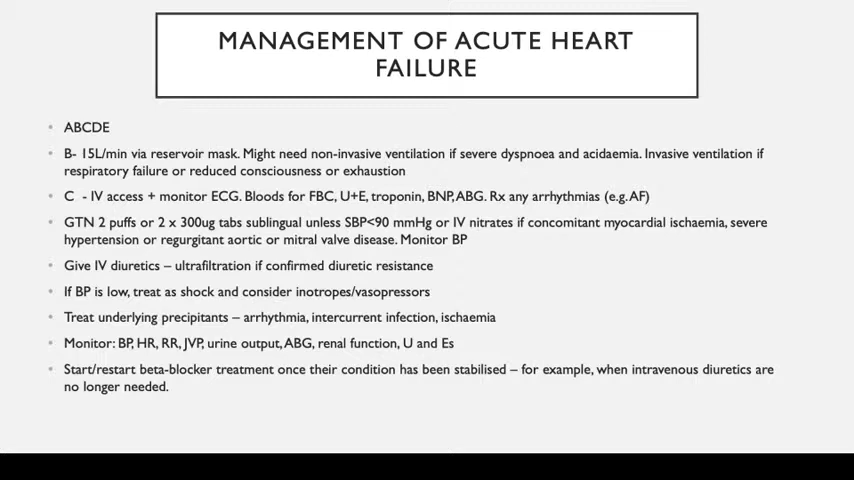 MANAGEMENT OF ACUTE HEART
FAILURE
• ABCDE
• B- 15L/min via reservoir mask. Might need non-invasive ventilation if severe dyspnoea and acidaemia. Invasive ventilation if
respiratory failure or reduced consciousness or exhaustion
• C - IV access + monitor ECG. Bloods for FBC, U+E, troponin, BNP, ABG. Rx any arrhythmias (e.g. AF)
• GTN 2 puffs or 2 x 300ug tabs sublingual unless SBP<90 mmHg or IV nitrates if concomitant myocardial ischaemia, severe
hypertension or regurgitant aortic or mitral valve disease. Monitor BP
• Give IV diuretics – ultrafiltration if confirmed diuretic resistance
• If BP is low, treat as shock and consider inotropes/vasopressors
• Treat underlying precipitants – arrhythmia, intercurrent infection, ischaemia
• Monitor: BP, HR, RR, JVP, urine output, ABG, renal function, U and Es
• Start/restart beta-blocker treatment once their condition has been stabilised – for example, when intravenous diuretics are
no longer needed.